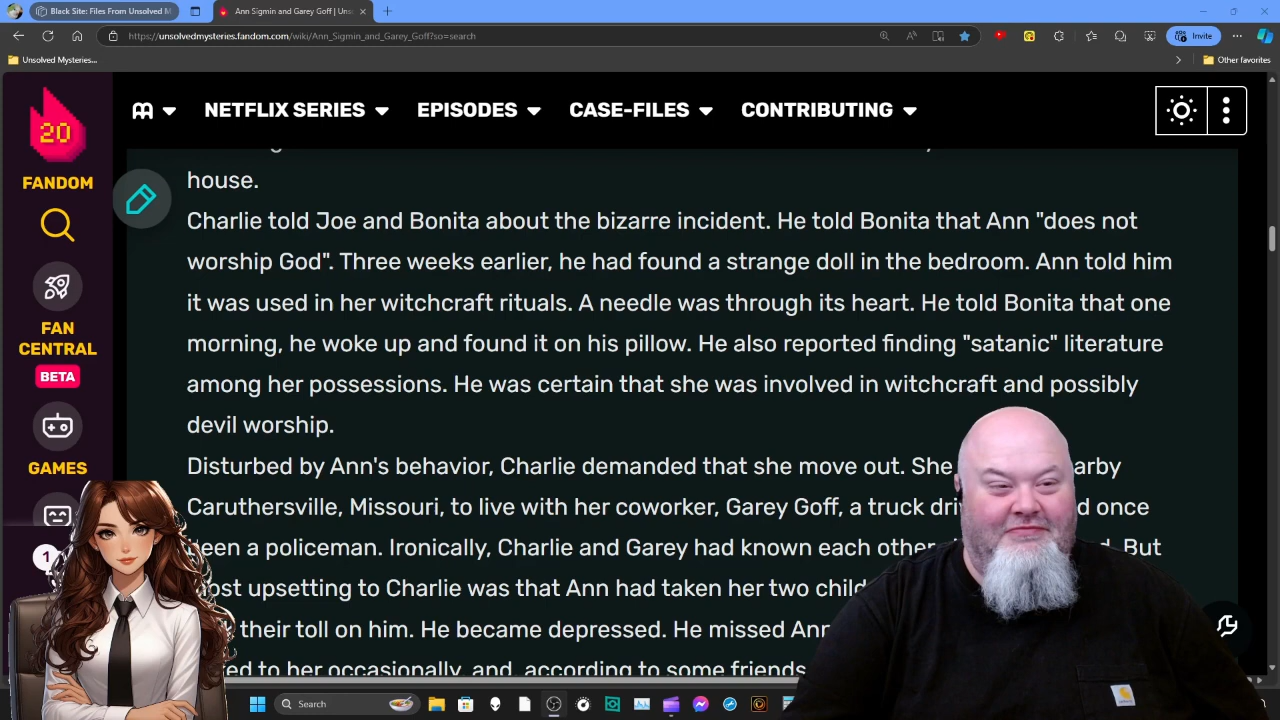 Black Site: Files From Unsolved M
Ann Sigmin and Garey Goff | Uns
https://unsolvedmysteries.fandom.com/wiki/Ann_Sigmin_and_Garey_Goff?so=search
Invite
Unsolved Mysteries...
Other favorites
20
FANDOM
NETFLIX SERIES
EPISODES
CASE-FILES
CONTRIBUTING
FAN
CENTRAL
BETA
GAMES
1
house.
Charlie told Joe and Bonita about the bizarre incident. He told Bonita that Ann "does not
worship God". Three weeks earlier, he had found a strange doll in the bedroom. Ann told him
it was used in her witchcraft rituals. A needle was through its heart. He told Bonita that one
morning, he woke up and found it on his pillow. He also reported finding "satanic" literature
among her possessions. He was certain that she was involved in witchcraft and possibly
devil worship.
Disturbed by Ann's behavior, Charlie demanded that she move out. She
Caruthersville, Missouri, to live with her coworker, Garey Goff, a truck once
a policeman. Ironically, Charlie and Garey had known each other But
upsetting to Charlie was that Ann had taken her two
their toll on him. He became depressed. He missed Ann
to her occasionally, and, according to some friends
Search